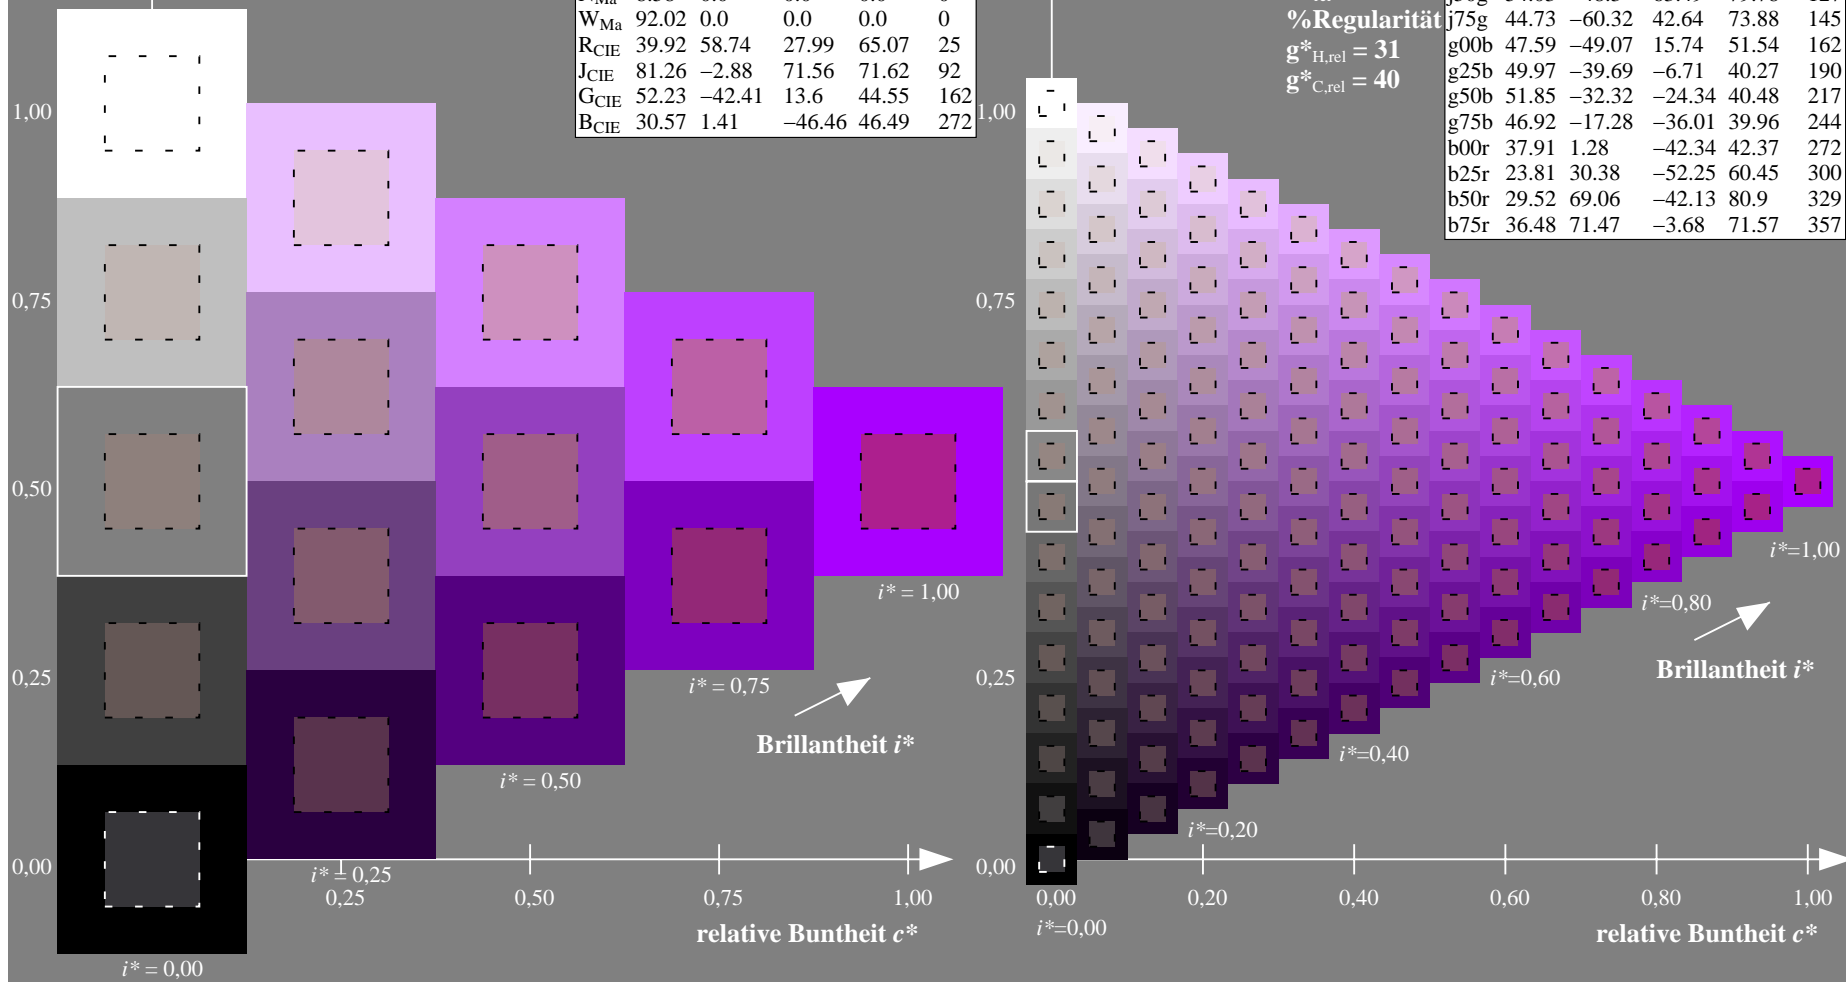 W_Ma 92.02 0.0 0.0 0.0 0
R_CIE 39.92 58.74 27.99 65.07 25
J_CIE 81.26 −2.88 71.56 71.62 92
G_CIE 52.23 −42.41 13.6 44.55 162
B_CIE 30.57 1.41 −46.46 46.49 272
1,00
0,75
0,50
0,25
0,00
i* = 1,00
i* = 0,75
Brillantheit i*
i* = 0,50
i* = 0,25
0,25 0,50 0,75 1,00
relative Buntheit c*
i* = 0,00
%Regularität
g*H,rel = 31
g*C,rel = 40
j75g 44.73 −60.32 42.64 73.88 145
g00b 47.59 −49.07 15.74 51.54 162
g25b 49.97 −39.69 −6.71 40.27 190
g50b 51.85 −32.32 −24.34 40.48 217
g75b 46.92 −17.28 −36.01 39.96 244
b00r 37.91 1.28 −42.34 42.37 272
b25r 23.81 30.38 −52.25 60.45 300
b50r 29.52 69.06 −42.13 80.9 329
b75r 36.48 71.47 −3.68 71.57 357
1,00
0,75
0,25
0,00
i*=1,00
i*=0,80
Brillantheit i*
i*=0,60
i*=0,40
i*=0,20
0,00 0,20 0,40 0,60 0,80 1,00
i*=0,00
relative Buntheit c*